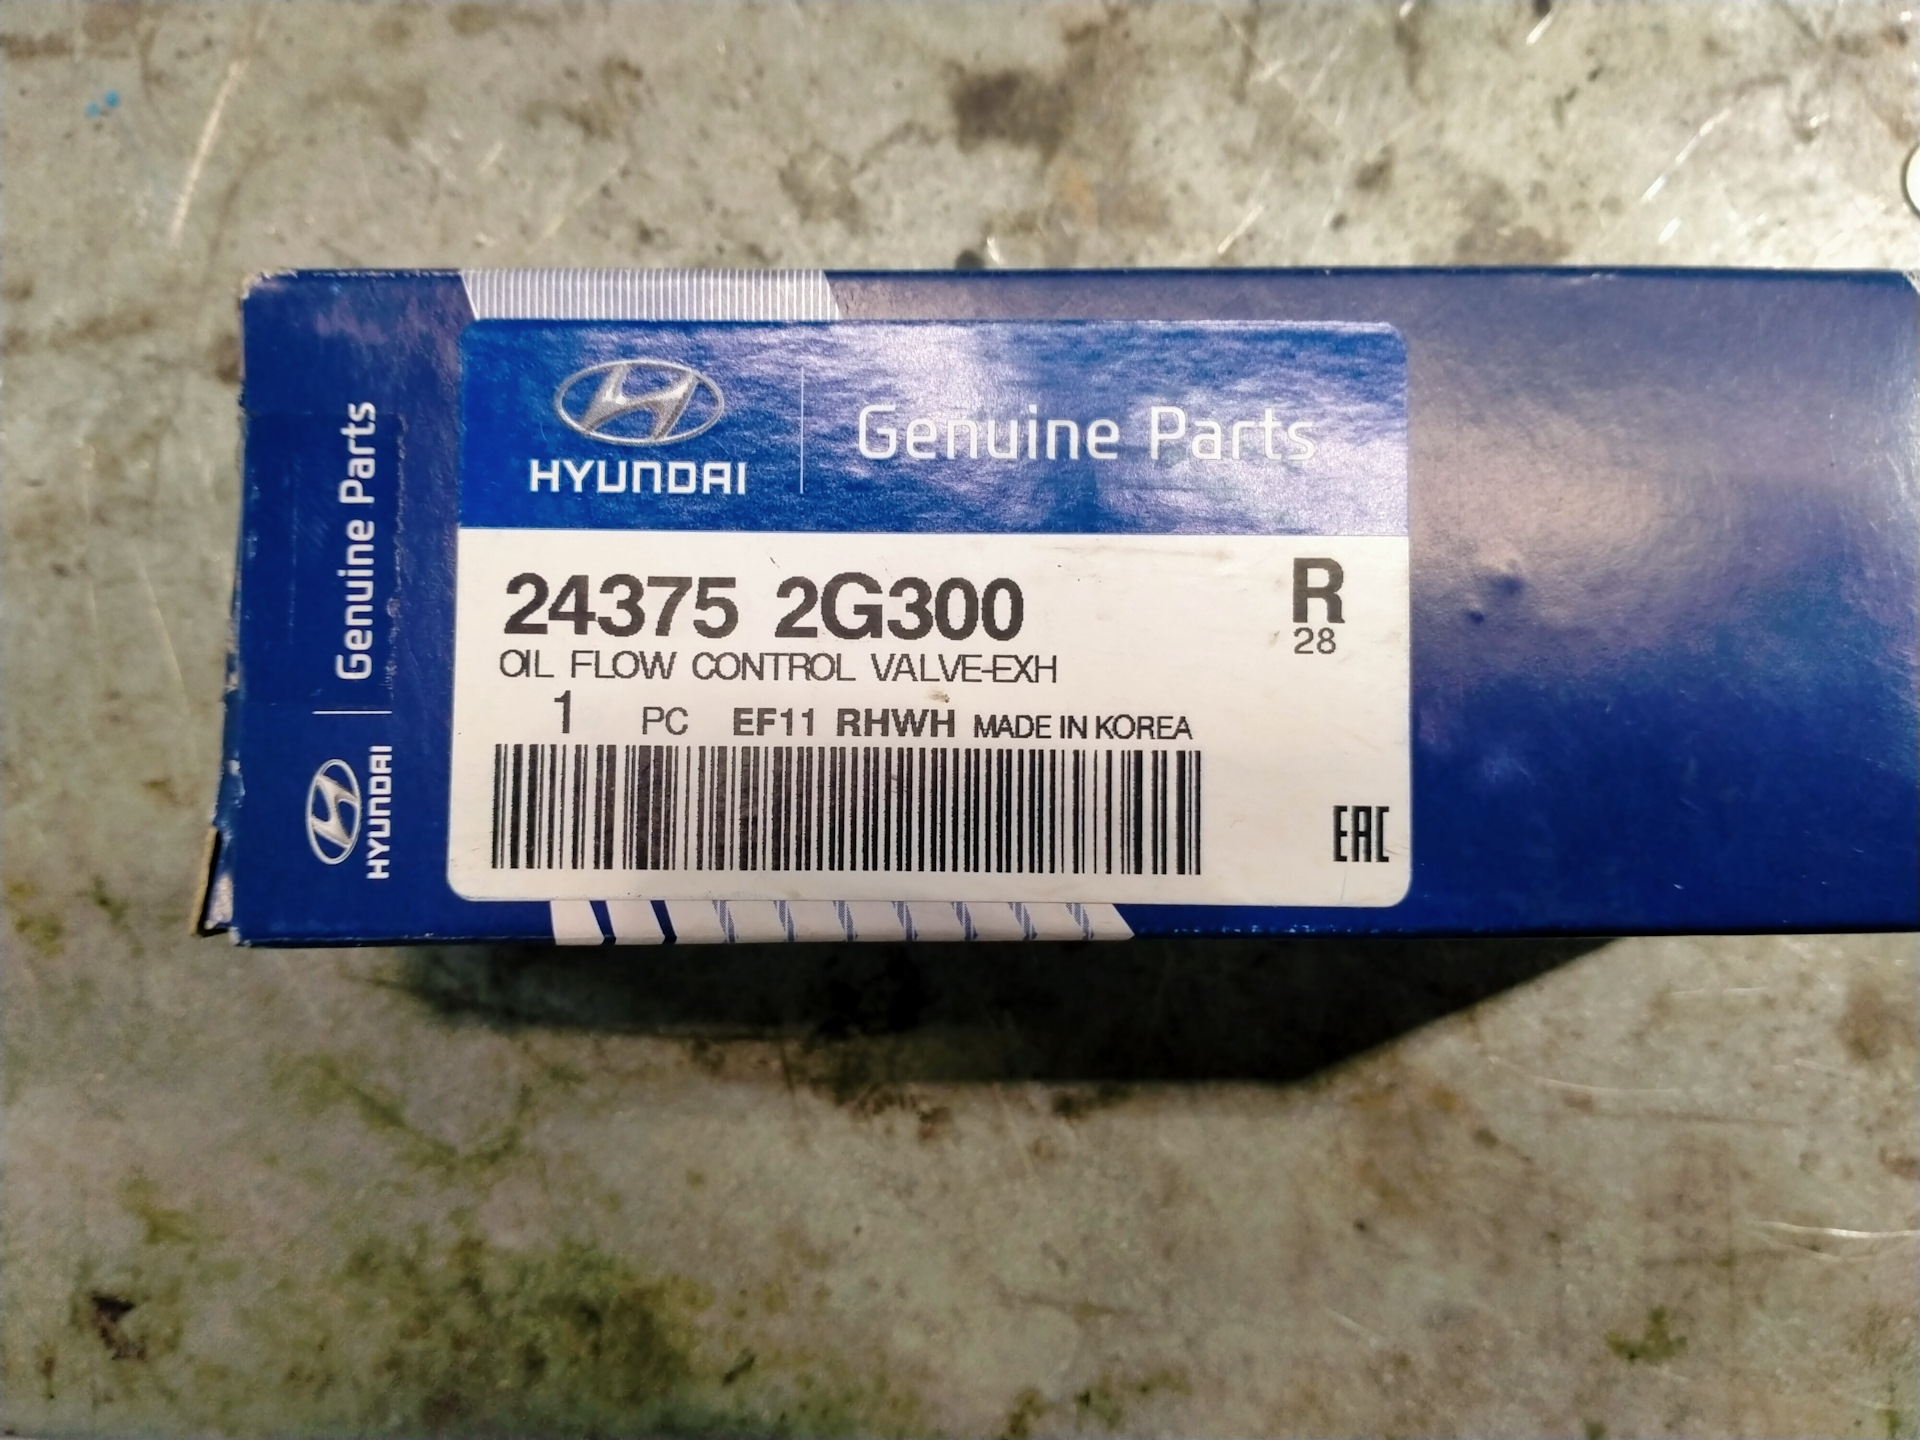 HYUNDAI
Genuine Parts
24375 2G300
R
28
OIL FLOW CONTROL VALVE-EXH
1 PC EF11 RHWH MADE IN KOREA
EAC
Genuine Parts
HYUNDAI